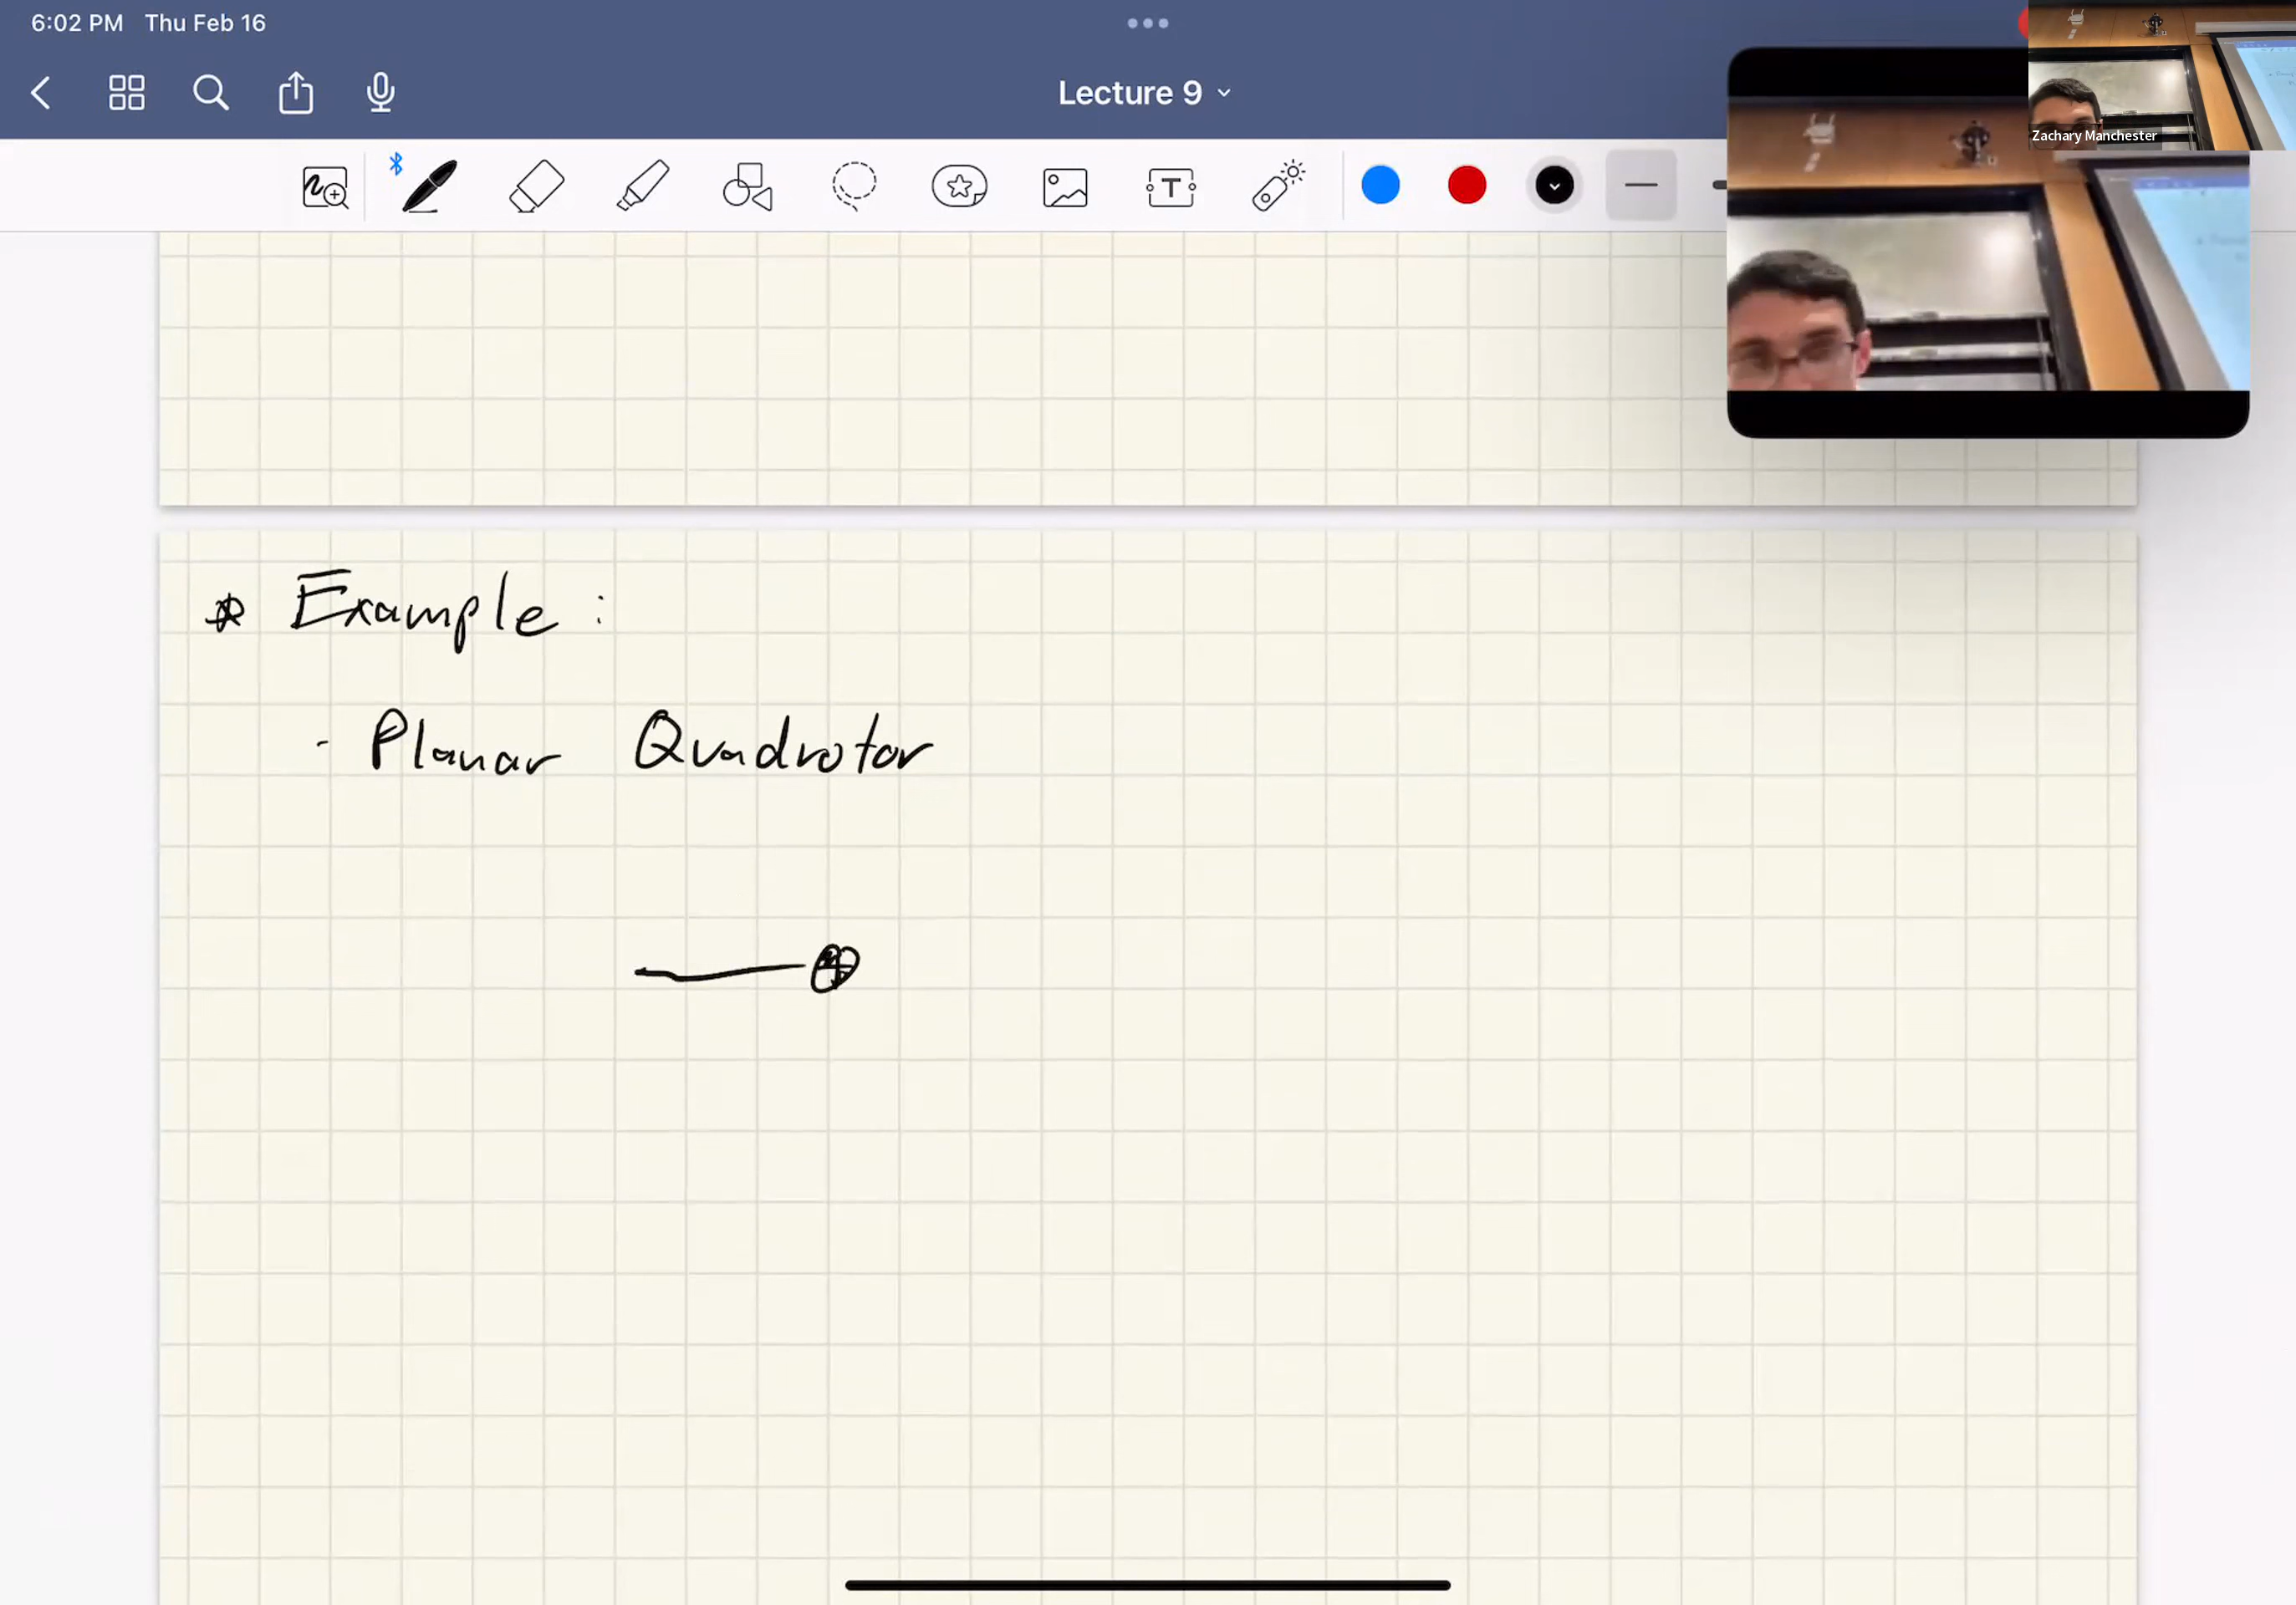 6:02 PM Thu Feb 16
Lecture 9
Zachary Manchester
T
* Example :
- Planar Quadrotor